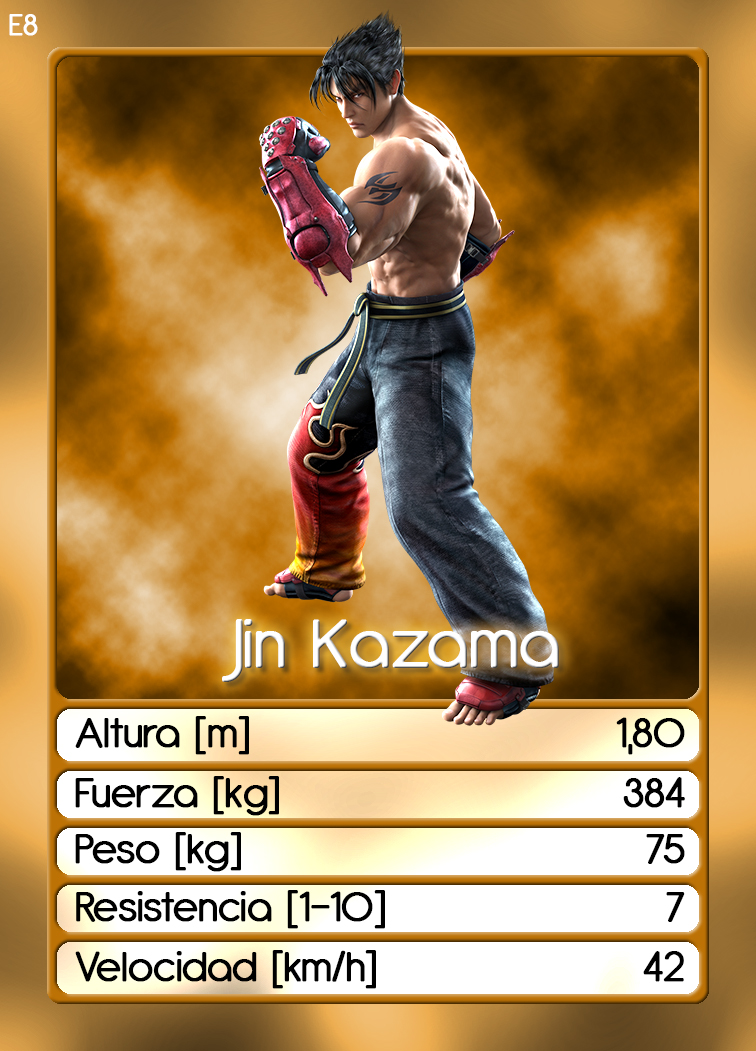 E8
Jin Kazama
Altura [m] 1,80
Fuerza [kg] 384
Peso [kg] 75
Resistencia [1-10] 7
Velocidad [km/h] 42